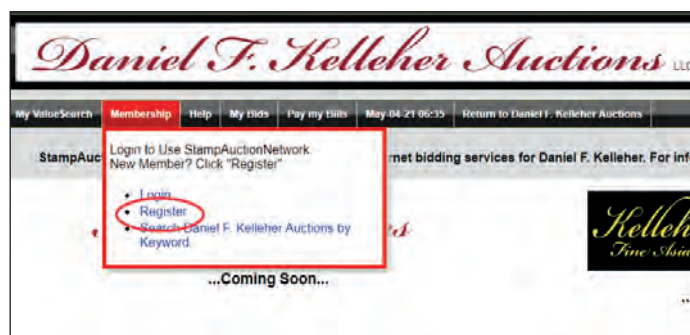 Daniel F. Kelleher Auctions LLC
My ValueSearch Membership Help My Bids Pay my Bills May-04-21 06:35 Return to Daniel F. Kelleher Auctions
Login to Use StampAuctionNetwork.
New Member? Click "Register"
StampAuc
rnet bidding services for Daniel F. Kelleher. For inf
• Login
• Register
• Search Daniel F. Kelleher Auctions by
Keyword.
s
Kelleh
Fine Asia
...Coming Soon...
..